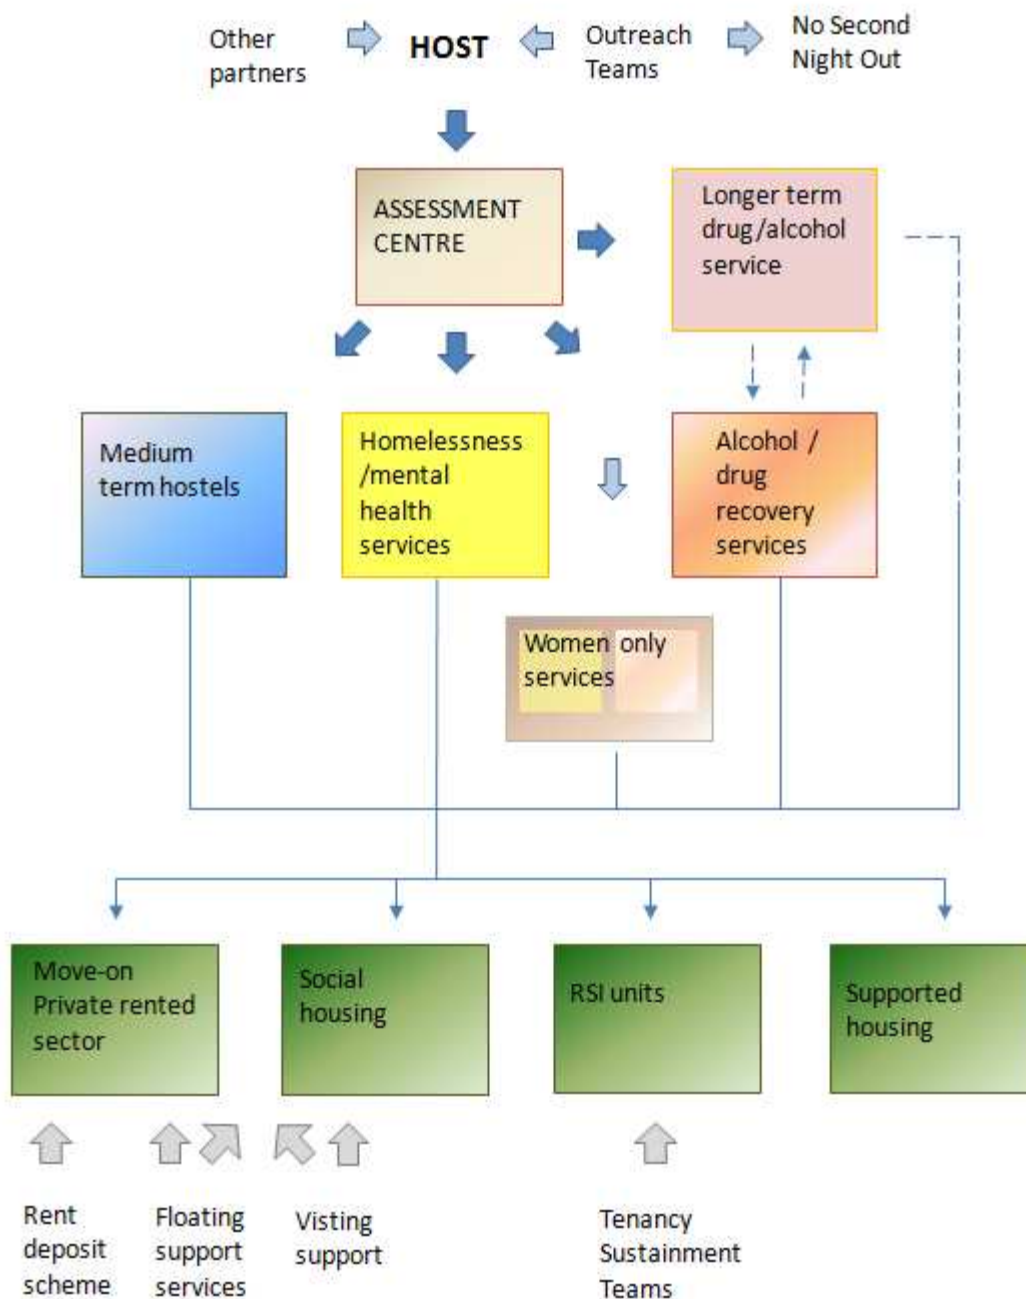 Other
partners
HOST
Outreach
Teams
No Second
Night Out
ASSESSMENT
CENTRE
Longer term
drug/alcohol
service
Medium
term hostels
Homelessness
/mental
health
services
Alcohol /
drug
recovery
services
Women only
services
Move-on
Private rented
sector
Social
housing
RSI units
Supported
housing
Rent
deposit
scheme
Floating
support
services
Visting
support
Tenancy
Sustainment
Teams